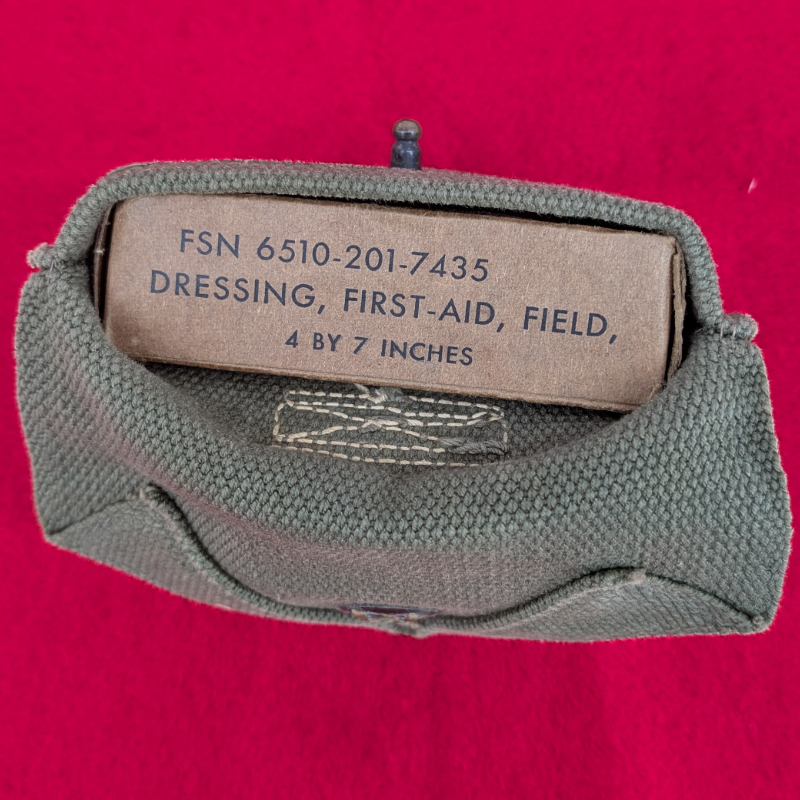 FSN 6510-201-7435
DRESSING, FIRST-AID, FIELD,
4 BY 7 INCHES